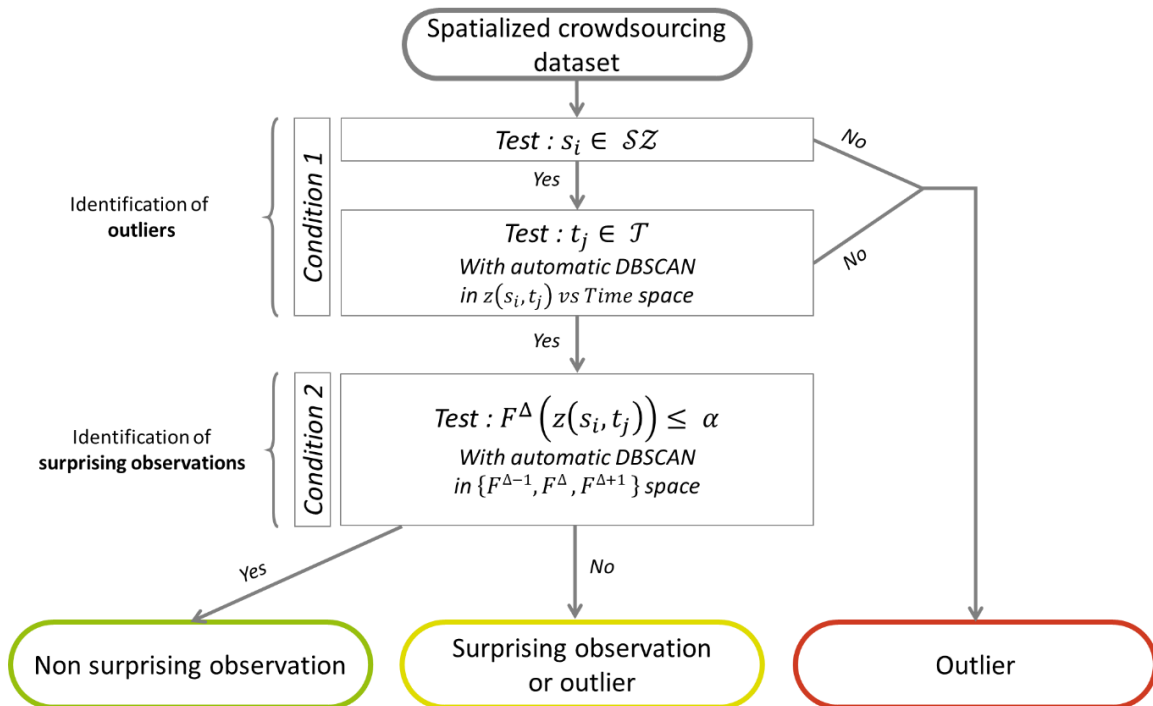 Spatialized crowdsourcing
dataset
Identification of
outliers
Condition 1
Test : sᵢ ∈ 𝒮𝒵
No
Yes
Test : tⱼ ∈ 𝒯
With automatic DBSCAN
in z(sᵢ, tⱼ) vs Time space
No
Yes
Identification of
surprising observations
Condition 2
Test : F^Δ (z(sᵢ, tⱼ)) ≤ α
With automatic DBSCAN
in {F^Δ−1, F^Δ, F^Δ+1 } space
Yes
No
Non surprising observation
Surprising observation
or outlier
Outlier